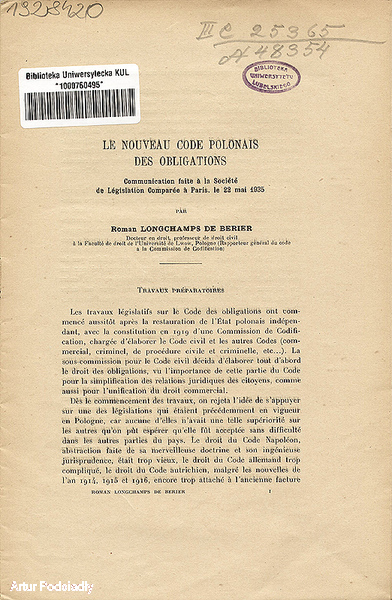 1323420
III C 25365
A 48354
Biblioteka Uniwersytecka KUL
*1000760495*
BIBLIOTEKA
UNIWERSYTETU
LUBELSKIEGO
LE NOUVEAU CODE POLONAIS
DES OBLIGATIONS
Communication faite à la Société
de Législation Comparée à Paris. le 22 mai 1935
PAR
Roman LONGCHAMPS DE BERIER
Docteur en droit, professeur de droit civil
à la Faculté de droit de l'Université de Lwow, Pologne (Rapporteur général du code
à la Commission de Codification)
TRAVAUX PRÉPARATOIRES
Les travaux législatifs sur le Code des obligations ont com-
mencé aussitôt après la restauration de l'État polonais indépen-
dant, avec la constitution en 1919 d'une Commission de Codifi-
cation, chargée d'élaborer le Code civil et les autres Codes (com-
mercial, criminel, de procédure civile et criminelle, etc...). La
sous-commission pour le Code civil décida d'élaborer tout d'abord
le droit des obligations, vu l'importance de cette partie du Code
pour la simplification des relations juridiques des citoyens, comme
aussi pour l'unification du droit commercial.
Dès le commencement des travaux, on rejeta l'idée de s'appuyer
sur une des législations qui étaient précédemment en vigueur
en Pologne, car aucune d'elles n'avait une telle supériorité sur
les autres qu'on pût espérer qu'elle fût acceptée sans difficulté
dans les autres parties du pays. Le droit du Code Napoléon,
abstraction faite de sa merveilleuse doctrine et son ingénieuse
jurisprudence, était trop vieux, le droit du Code allemand trop
compliqué, le droit du Code autrichien, malgré les nouvelles de
l'an 1914, 1915 et 1916, encore trop attaché à l'ancienne facture
ROMAN LONGCHAMPS DE BERIER 1
Artur Podsiadły